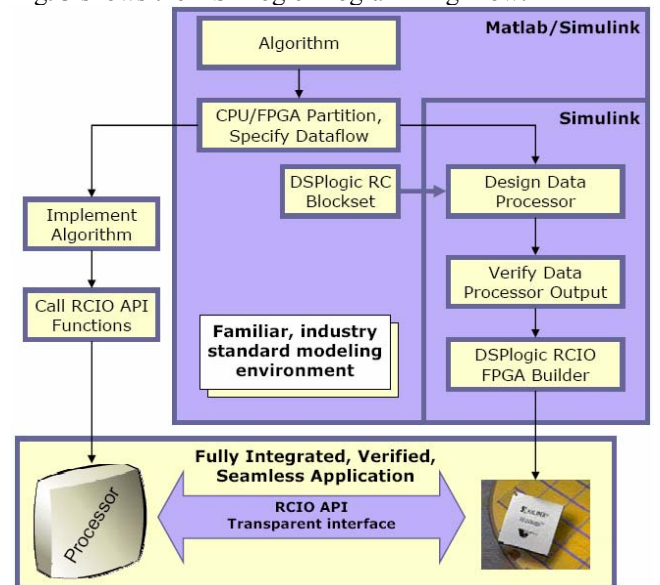 Algorithm
Matlab/Simulink
CPU/FPGA Partition,
Specify Dataflow
Simulink
DSPlogic RC
Blockset
Design Data
Processor
Implement
Algorithm
Verify Data
Processor Output
Call RCIO API
Functions
Familiar, industry
standard modeling
environment
DSPlogic RCIO
FPGA Builder
Fully Integrated, Verified,
Seamless Application
RCIO API
Transparent interface
Processor
XILINX